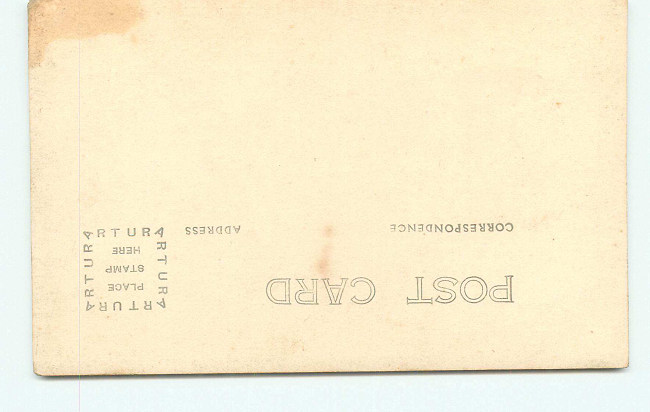 POST CARD
CORRESPONDENCE
ADDRESS
ARTURA
ARTURA
PLACE
STAMP
HERE
ARTURA
ARTURA